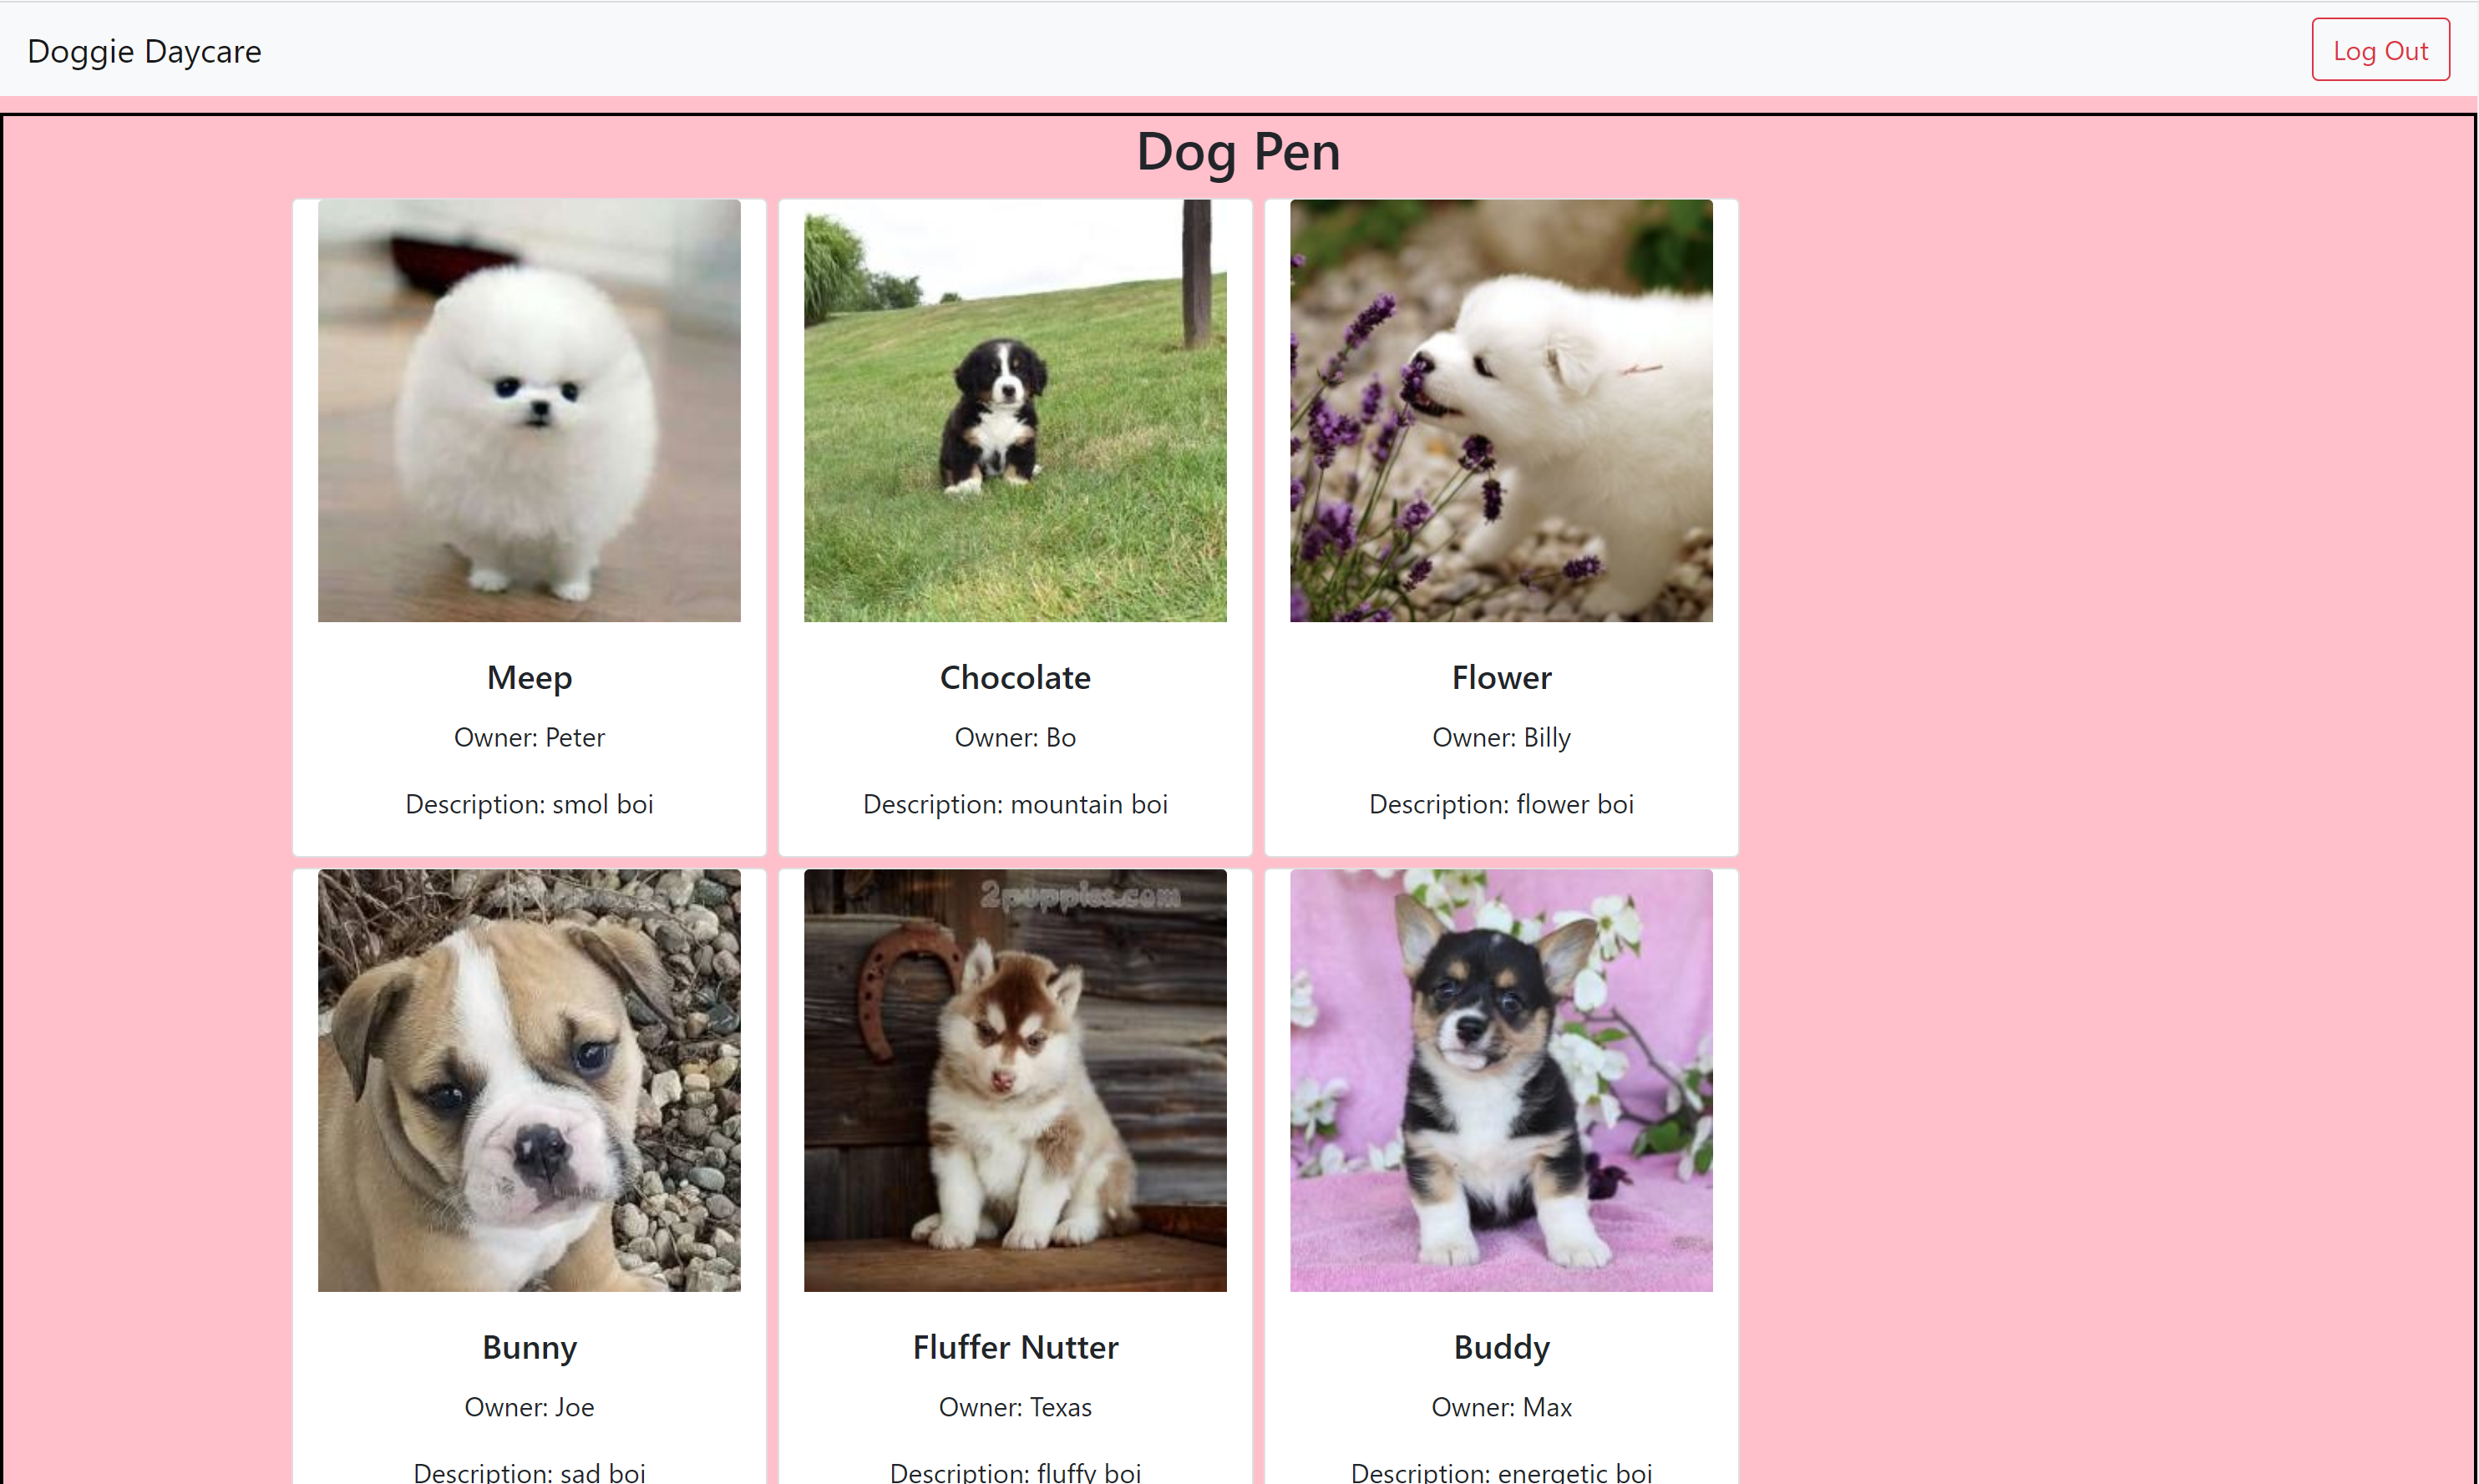 Doggie Daycare
Log Out
Dog Pen
Meep
Owner: Peter
Description: smol boi
Chocolate
Owner: Bo
Description: mountain boi
Flower
Owner: Billy
Description: flower boi
2puppies.com
Bunny
Owner: Joe
Description: sad boi
Fluffer Nutter
Owner: Texas
Description: fluffy boi
Buddy
Owner: Max
Description: energetic boi